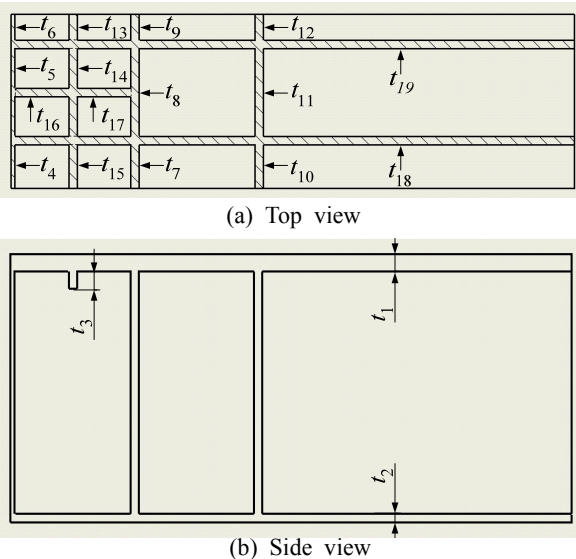 t6 t13 t9 t12
t5 t14 t8 t11 t19
t16 t17
t4 t15 t7 t10 t18
(a) Top view
t3 t1
t2
(b) Side view